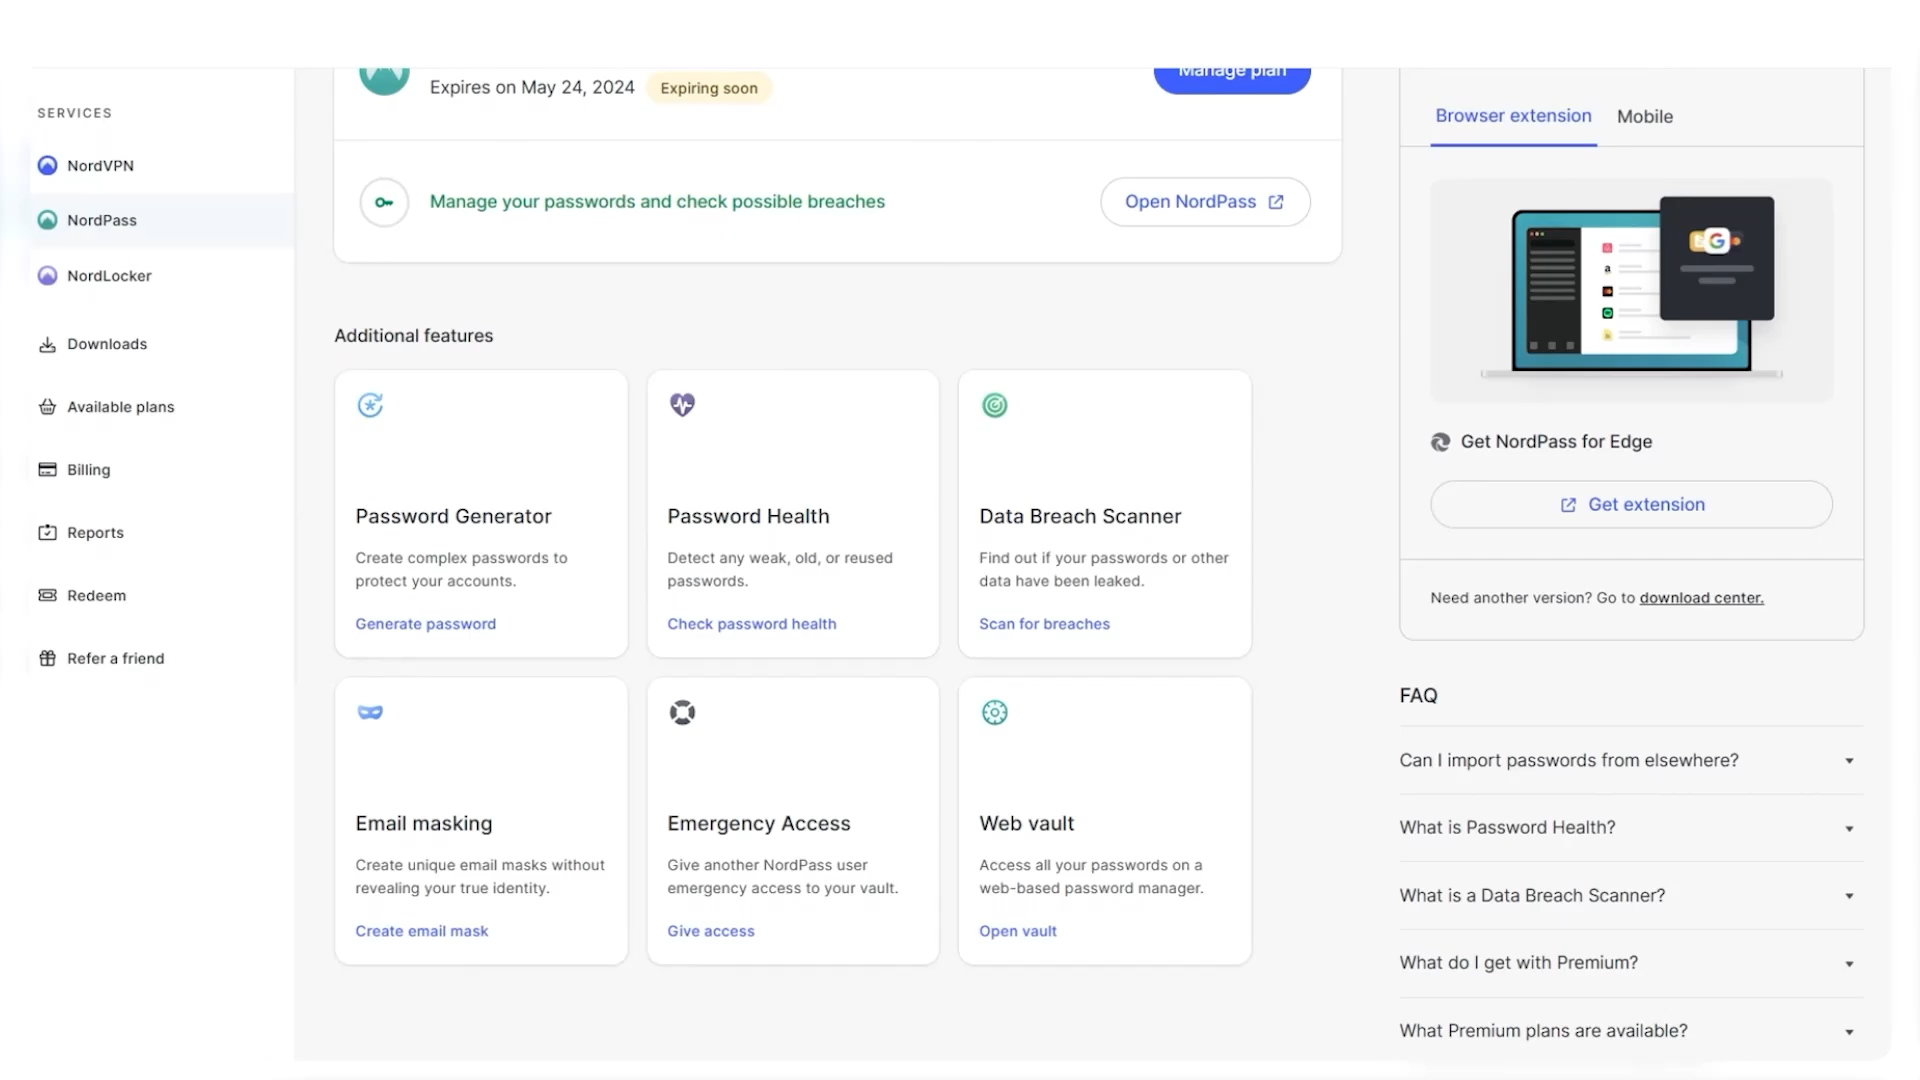 SERVICES
NordVPN
NordPass
NordLocker
Downloads
Available plans
Billing
Reports
Redeem
Refer a friend
Expires on May 24, 2024
Expiring soon
Manage plan
Manage your passwords and check possible breaches
Open NordPass
Additional features
Password Generator
Create complex passwords to
protect your accounts.
Generate password
Password Health
Detect any weak, old, or reused
passwords.
Check password health
Data Breach Scanner
Find out if your passwords or other
data have been leaked.
Scan for breaches
Email masking
Create unique email masks without
revealing your true identity.
Create email mask
Emergency Access
Give another NordPass user
emergency access to your vault.
Give access
Web vault
Access all your passwords on a
web-based password manager.
Open vault
Browser extension
Mobile
Get NordPass for Edge
Get extension
Need another version? Go to download center.
FAQ
Can I import passwords from elsewhere?
What is Password Health?
What is a Data Breach Scanner?
What do I get with Premium?
What Premium plans are available?